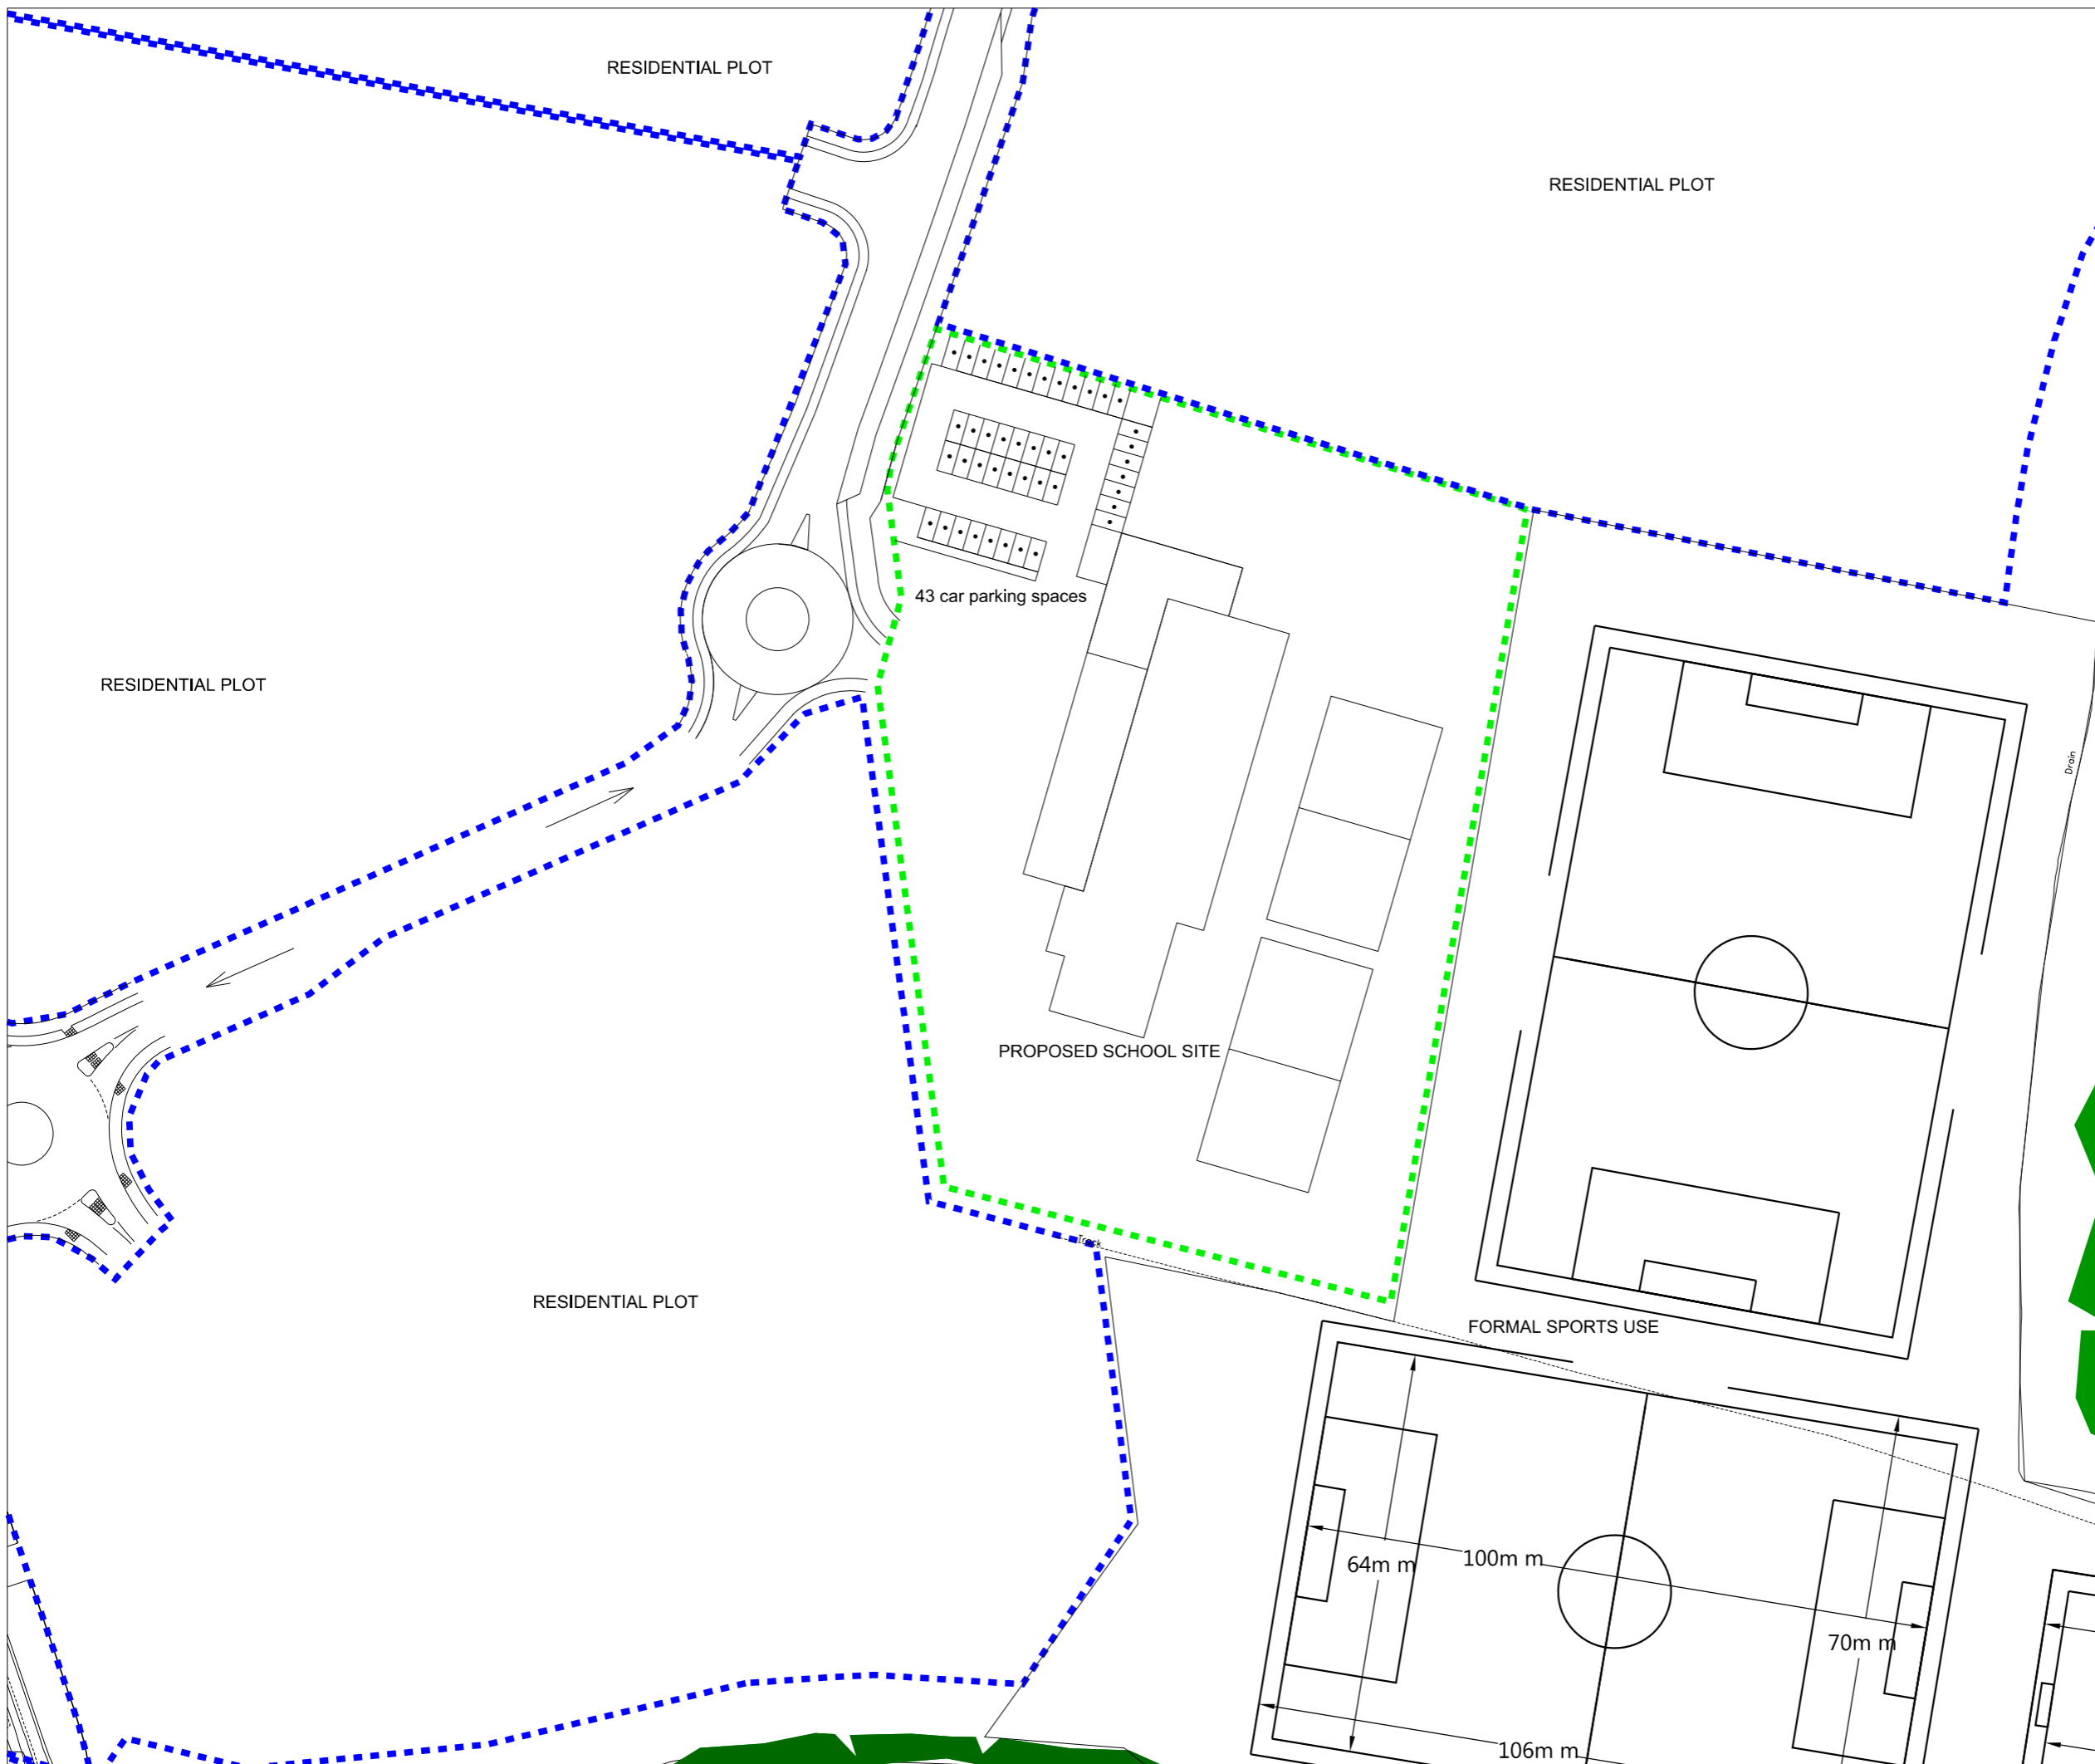 RESIDENTIAL PLOT
RESIDENTIAL PLOT
43 car parking spaces
RESIDENTIAL PLOT
Drain
PROPOSED SCHOOL SITE
Track
RESIDENTIAL PLOT
FORMAL SPORTS USE
100m m
64m m
70m m
106m m